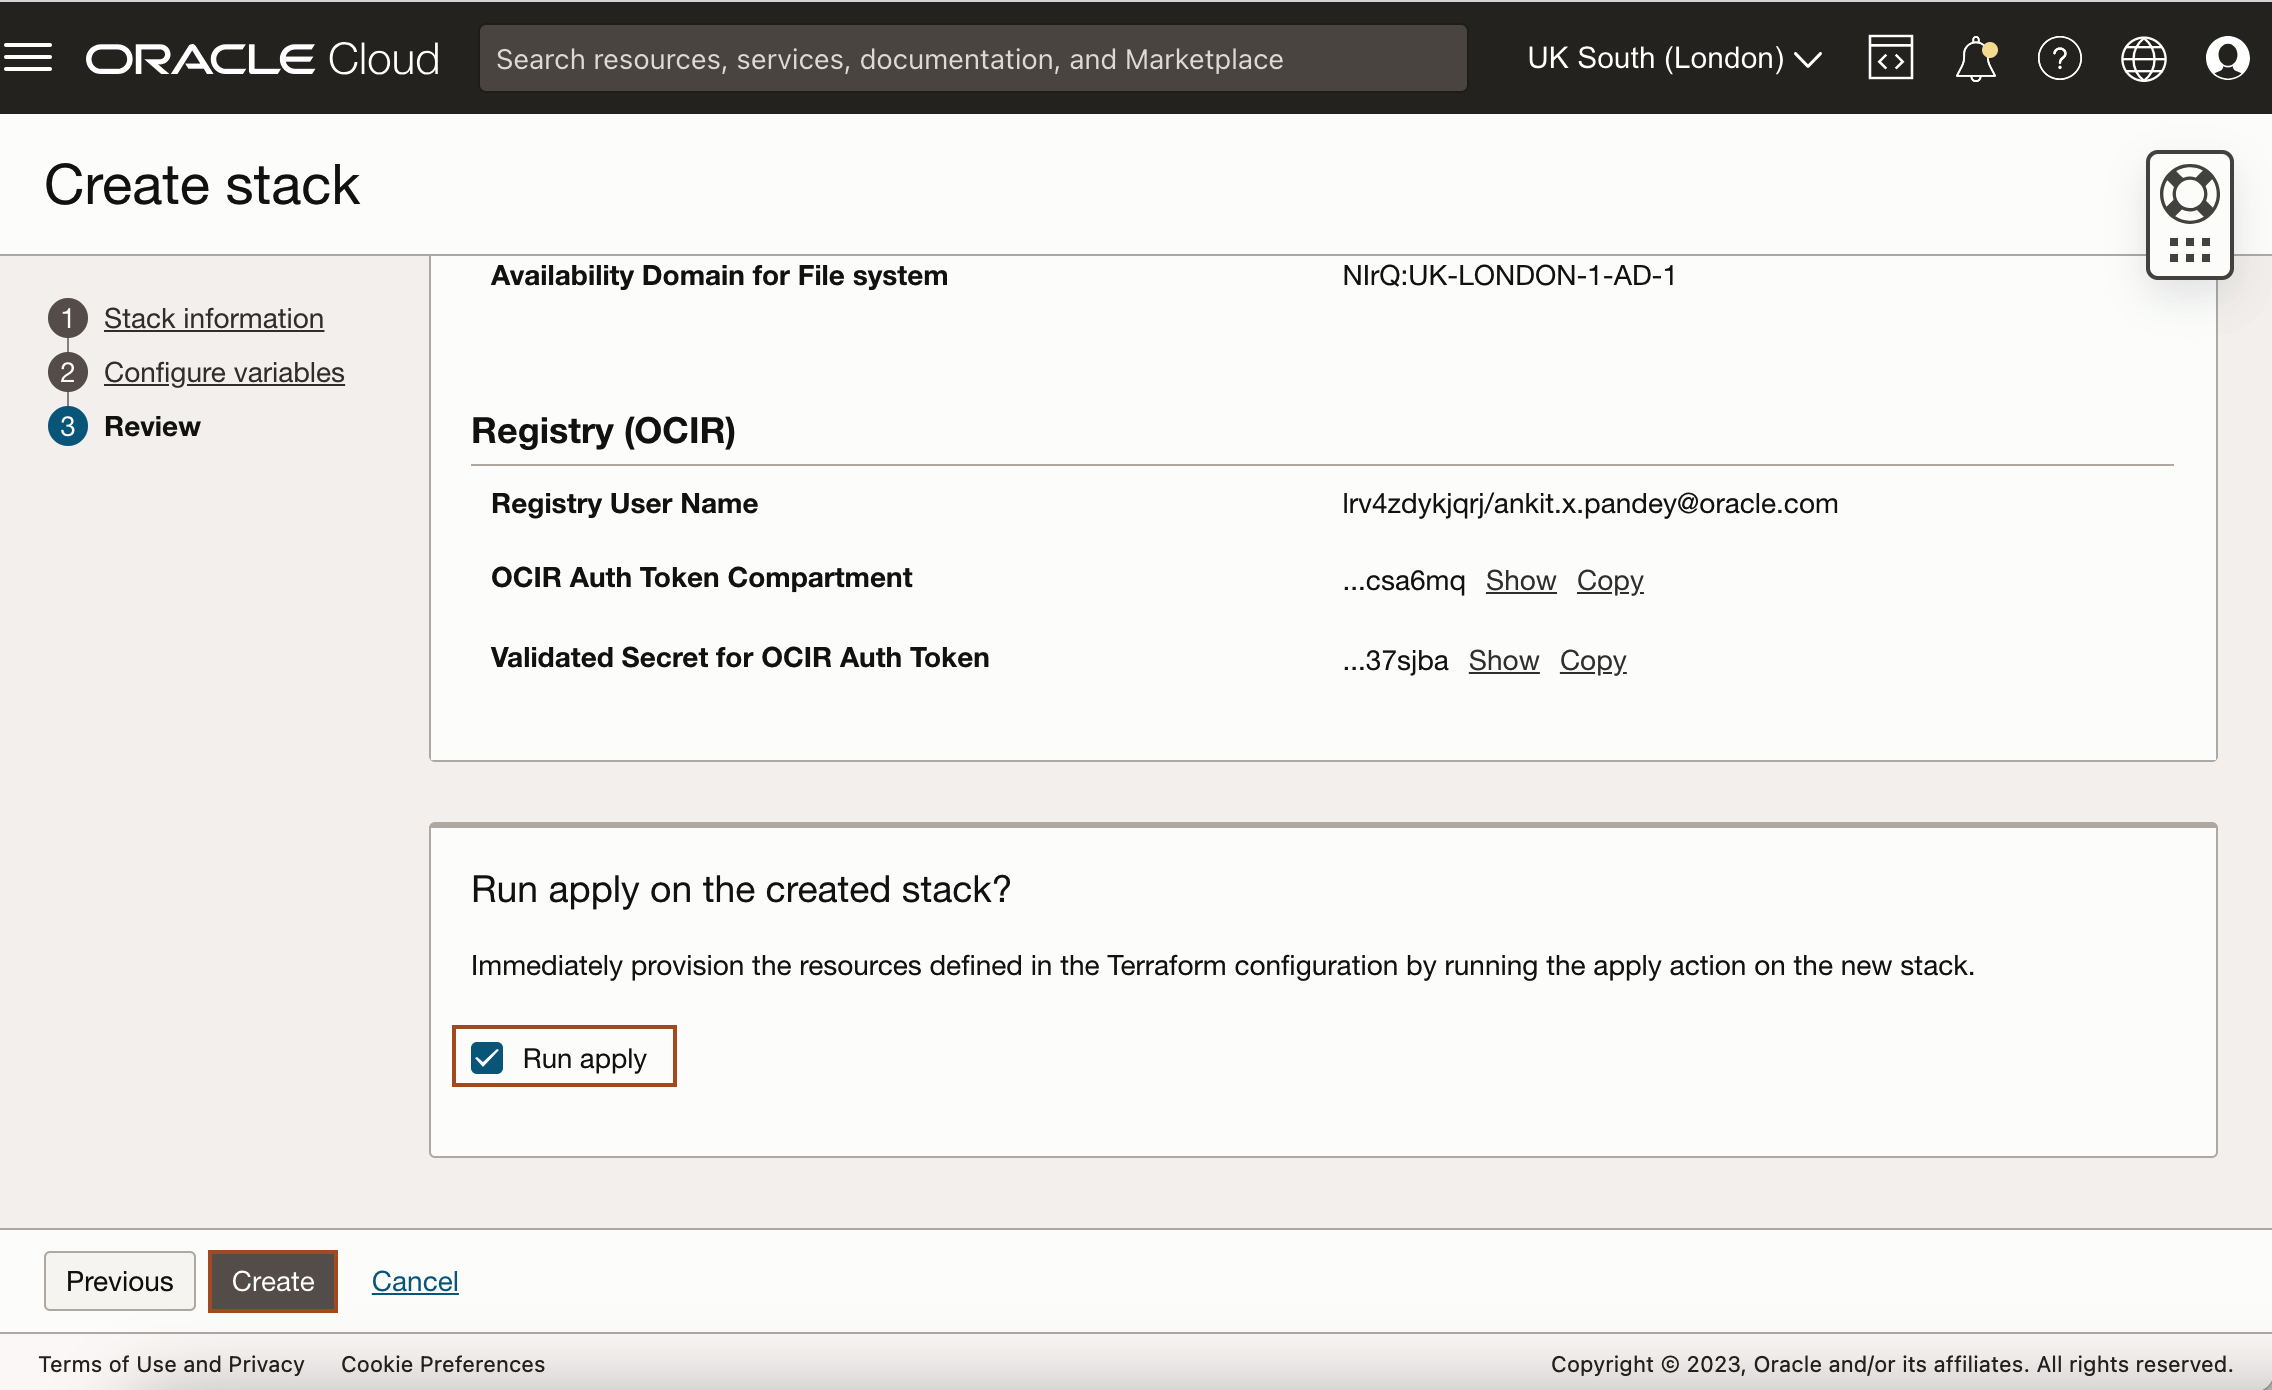 ORACLE Cloud
Search resources, services, documentation, and Marketplace
UK South (London)
Create stack
1 Stack information
2 Configure variables
3 Review
Availability Domain for File system NIrQ:UK-LONDON-1-AD-1
Registry (OCIR)
Registry User Name lrv4zdykjqrj/ankit.x.pandey@oracle.com
OCIR Auth Token Compartment ...csa6mq Show Copy
Validated Secret for OCIR Auth Token ...37sjba Show Copy
Run apply on the created stack?
Immediately provision the resources defined in the Terraform configuration by running the apply action on the new stack.
Run apply
Previous Create Cancel
Terms of Use and Privacy Cookie Preferences Copyright © 2023, Oracle and/or its affiliates. All rights reserved.